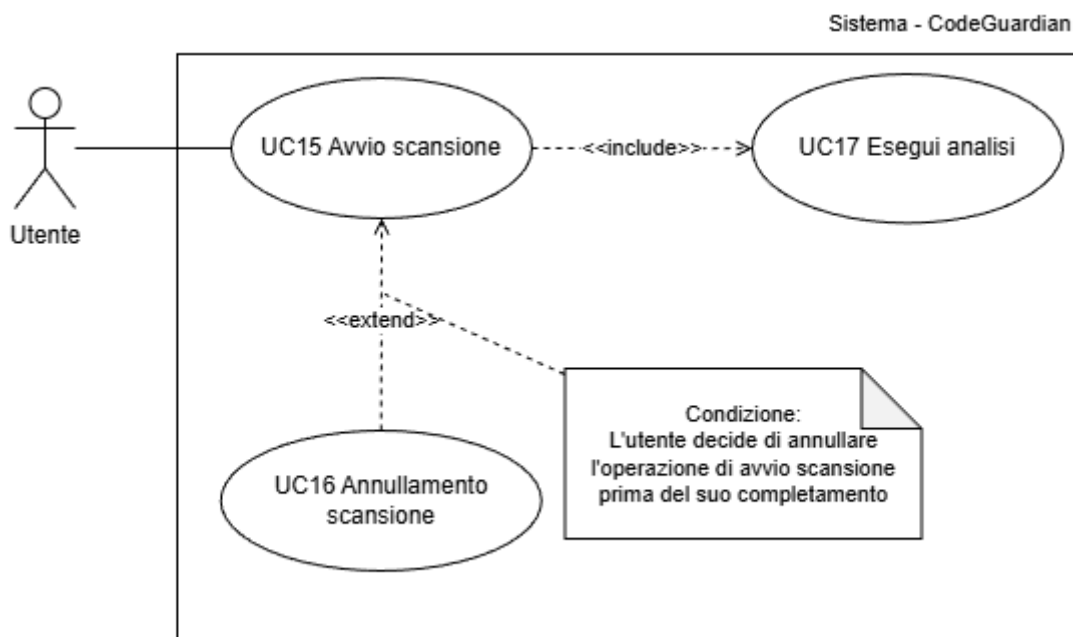 Sistema - CodeGuardian
UC15 Avvio scansione
<<include>>
UC17 Esegui analisi
Utente
<<extend>>
Condizione:
L'utente decide di annullare
l'operazione di avvio scansione
prima del suo completamento
UC16 Annullamento
scansione